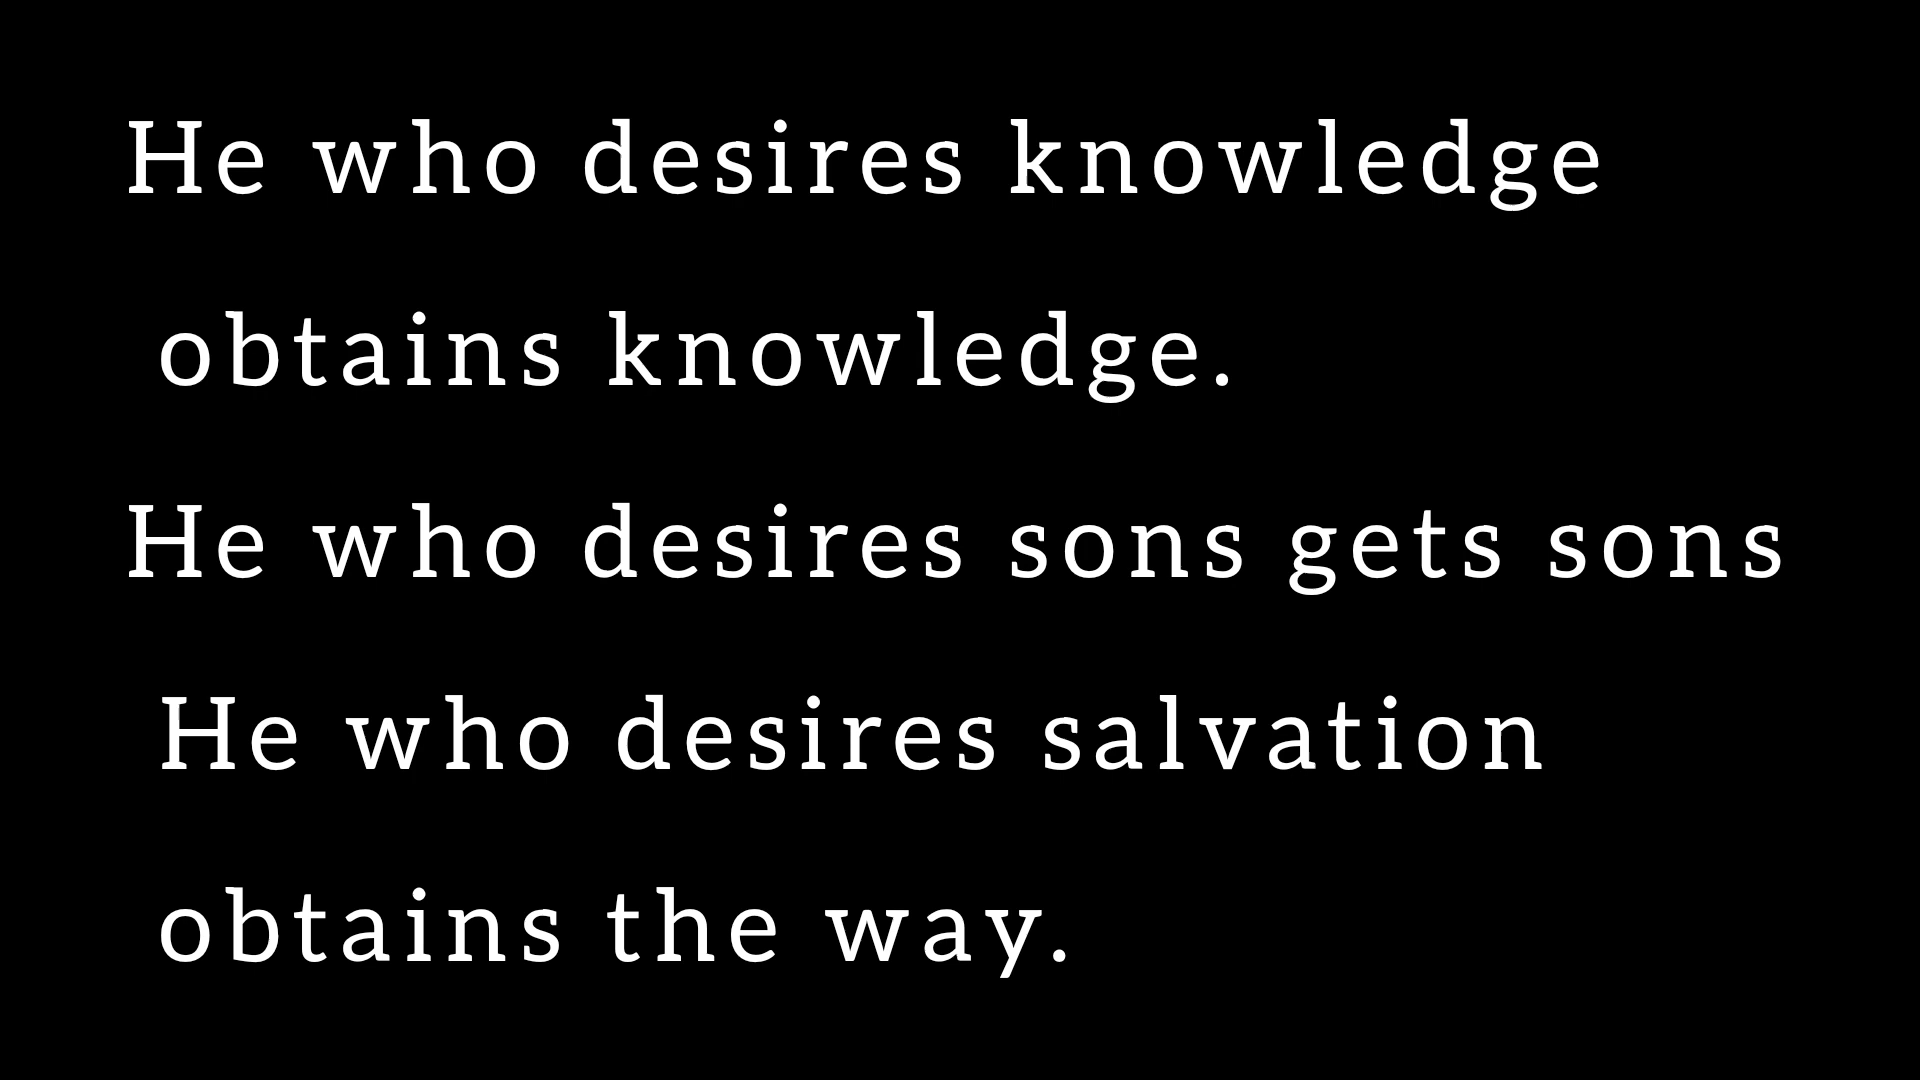 He who desires knowledge
obtains knowledge.
He who desires sons gets sons
He who desires salvation
obtains the way.